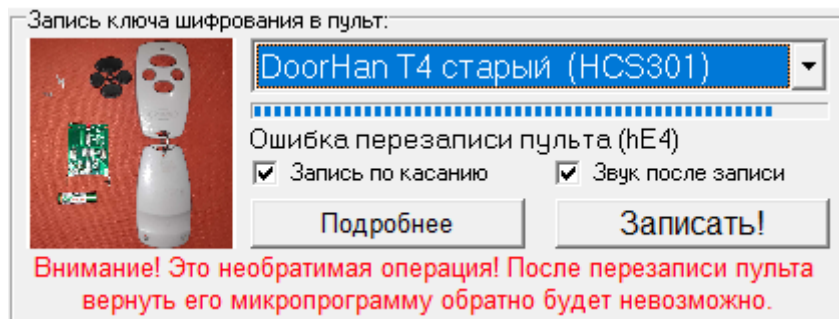 Запись ключа шифрования в пульт:
DoorHan T4 старый (HCS301)
Ошибка перезаписи пульта (hE4)
Запись по касанию Звук после записи
Подробнее Записать!
Внимание! Это необратимая операция! После перезаписи пульта
вернуть его микропрограмму обратно будет невозможно.